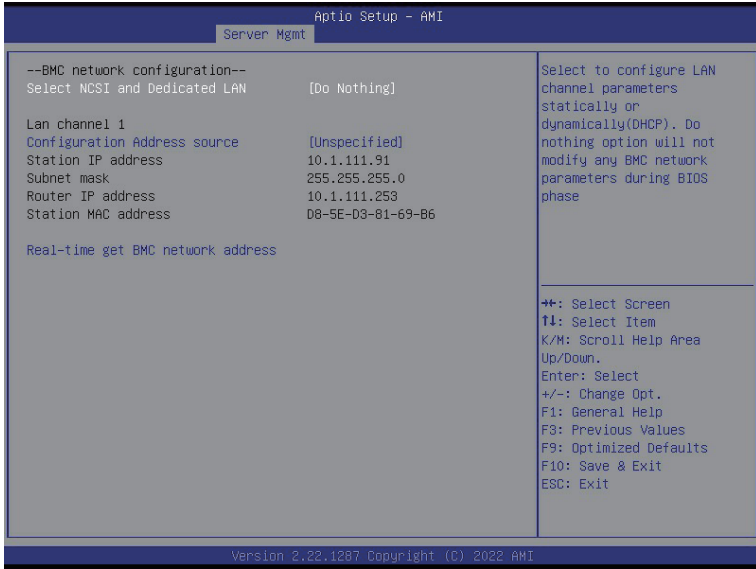 Aptio Setup – AMI
Server Mgmt
--BMC network configuration--
Select NCSI and Dedicated LAN [Do Nothing]
Lan channel 1
Configuration Address source [Unspecified]
Station IP address 10.1.111.91
Subnet mask 255.255.255.0
Router IP address 10.1.111.253
Station MAC address D8-5E-D3-81-69-B6
Real-time get BMC network address
Select to configure LAN
channel parameters
statically or
dynamically(DHCP). Do
nothing option will not
modify any BMC network
parameters during BIOS
phase
→←: Select Screen
↑↓: Select Item
K/M: Scroll Help Area
Up/Down.
Enter: Select
+/-: Change Opt.
F1: General Help
F3: Previous Values
F9: Optimized Defaults
F10: Save & Exit
ESC: Exit
Version 2.22.1287 Copyright (C) 2022 AMI